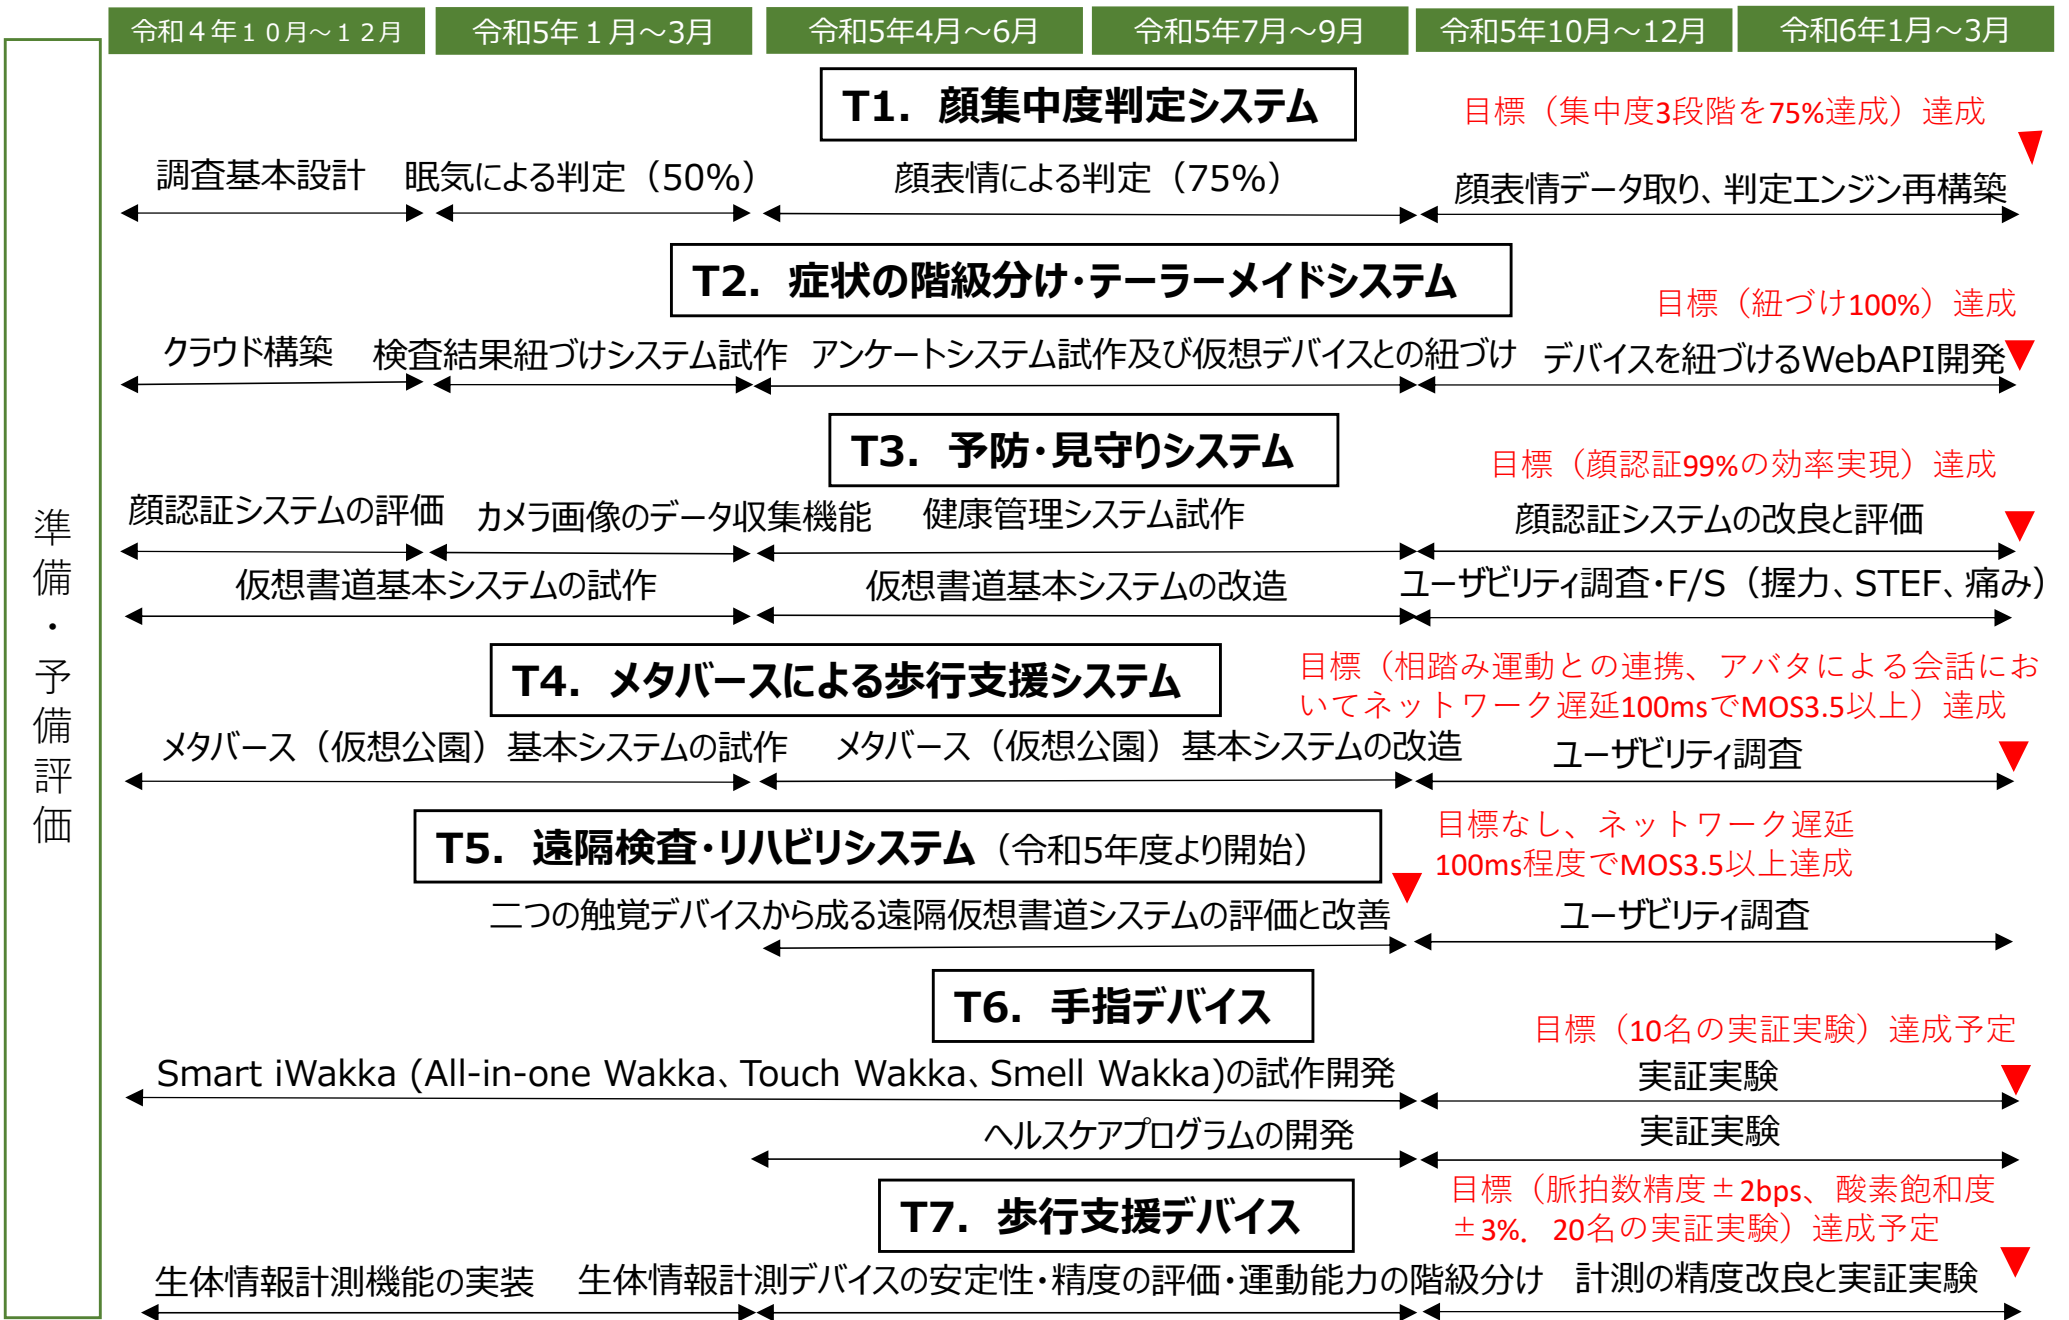 令和４年１０月～１２月
令和5年１月～3月
令和5年4月～6月
令和5年7月～9月
令和5年10月～12月
令和6年1月～3月
準備・予備評価
T1. 顔集中度判定システム
目標（集中度3段階を75%達成）達成
調査基本設計
眠気による判定（50%）
顔表情による判定（75%）
顔表情データ取り、判定エンジン再構築
T2. 症状の階級分け・テーラーメイドシステム
目標（紐づけ100%）達成
クラウド構築
検査結果紐づけシステム試作
アンケートシステム試作及び仮想デバイスとの紐づけ
デバイスを紐づけるWebAPI開発
T3. 予防・見守りシステム
目標（顔認証99%の効率実現）達成
顔認証システムの評価
カメラ画像のデータ収集機能
健康管理システム試作
顔認証システムの改良と評価
仮想書道基本システムの試作
仮想書道基本システムの改造
ユーザビリティ調査・F/S（握力、STEF、痛み）
T4. メタバースによる歩行支援システム
目標（相踏み運動との連携、アバタによる会話にお
いてネットワーク遅延100msでMOS3.5以上）達成
メタバース（仮想公園）基本システムの試作
メタバース（仮想公園）基本システムの改造
ユーザビリティ調査
T5. 遠隔検査・リハビリシステム（令和5年度より開始）
目標なし、ネットワーク遅延
100ms程度でMOS3.5以上達成
二つの触覚デバイスから成る遠隔仮想書道システムの評価と改善
ユーザビリティ調査
T6. 手指デバイス
目標（10名の実証実験）達成予定
Smart iWakka (All-in-one Wakka、Touch Wakka、Smell Wakka)の試作開発
実証実験
ヘルスケアプログラムの開発
実証実験
T7. 歩行支援デバイス
目標（脈拍数精度±2bps、酸素飽和度
±3%．20名の実証実験）達成予定
生体情報計測機能の実装
生体情報計測デバイスの安定性・精度の評価・運動能力の階級分け
計測の精度改良と実証実験